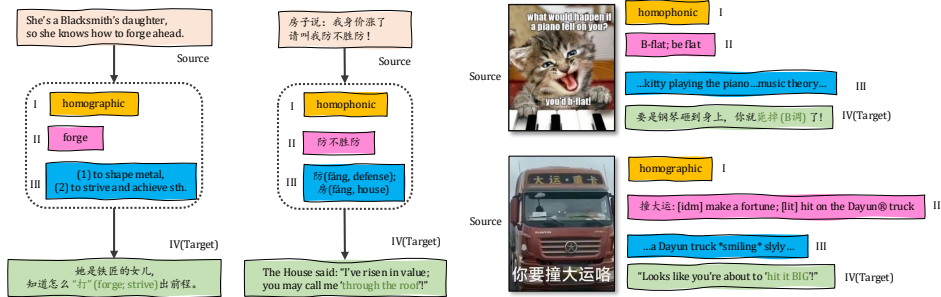 She's a Blacksmith's daughter,
so she knows how to forge ahead.
Source
I
homographic
II
forge
III
(1) to shape metal,
(2) to strive and achieve sth.
IV(Target)
她是铁匠的女儿,
知道怎么 "打" (forge; strive)出前程。
房子说:我身价涨了
请叫我防不胜防!
Source
I
homophonic
II
防不胜防
III
防(fáng, defense);
房(fáng, house)
IV(Target)
The House said: "I've risen in value;
you may call me 'through the roof'!"
Source
what would happen if
a piano fell on you?
you'd b-flat!
homophonic
I
B-flat; be flat
II
...kitty playing the piano...music theory...
III
要是钢琴砸到身上,你就崩掉 (B调) 了!
IV(Target)
Source
大运·重卡
你要撞大运咯
homographic
I
撞大运: [idm] make a fortune; [lit] hit on the Dayun® truck
II
...a Dayun truck *smiling* slyly...
III
"Looks like you're about to 'hit it BIG'!"
IV(Target)